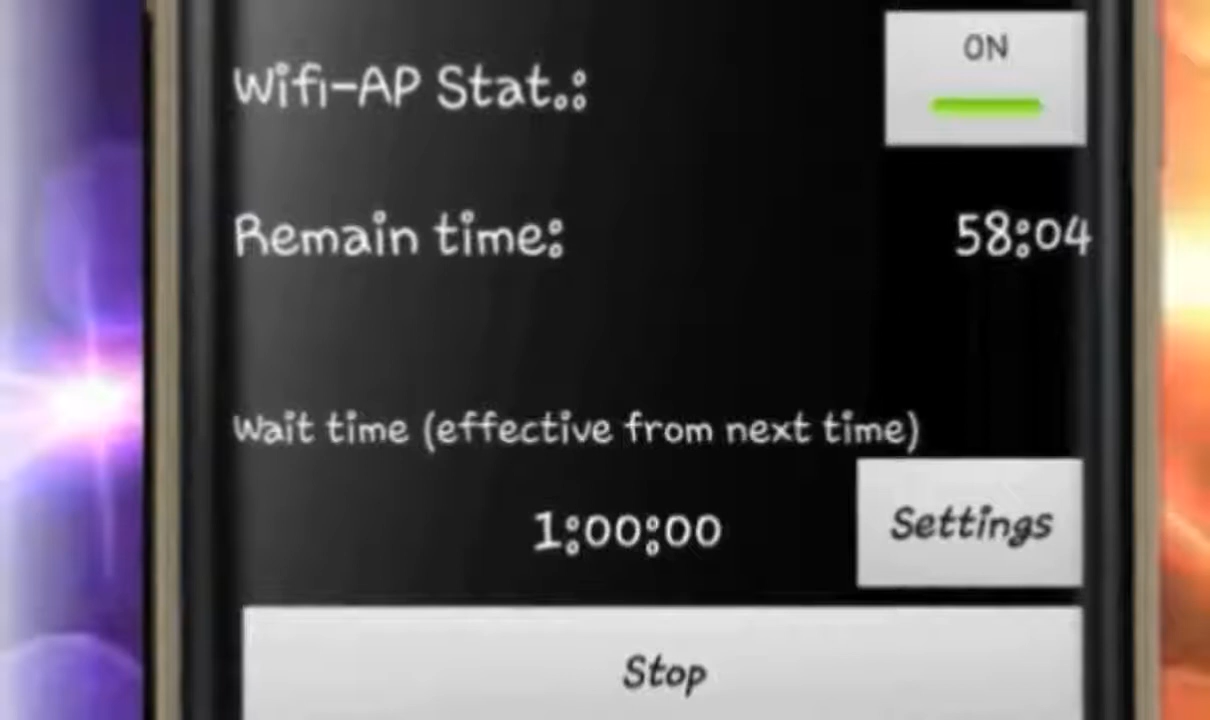 ON
Wifi-AP Stat.:
Remain time: 58:04
Wait time (effective from next time)
1:00:00 Settings
Stop